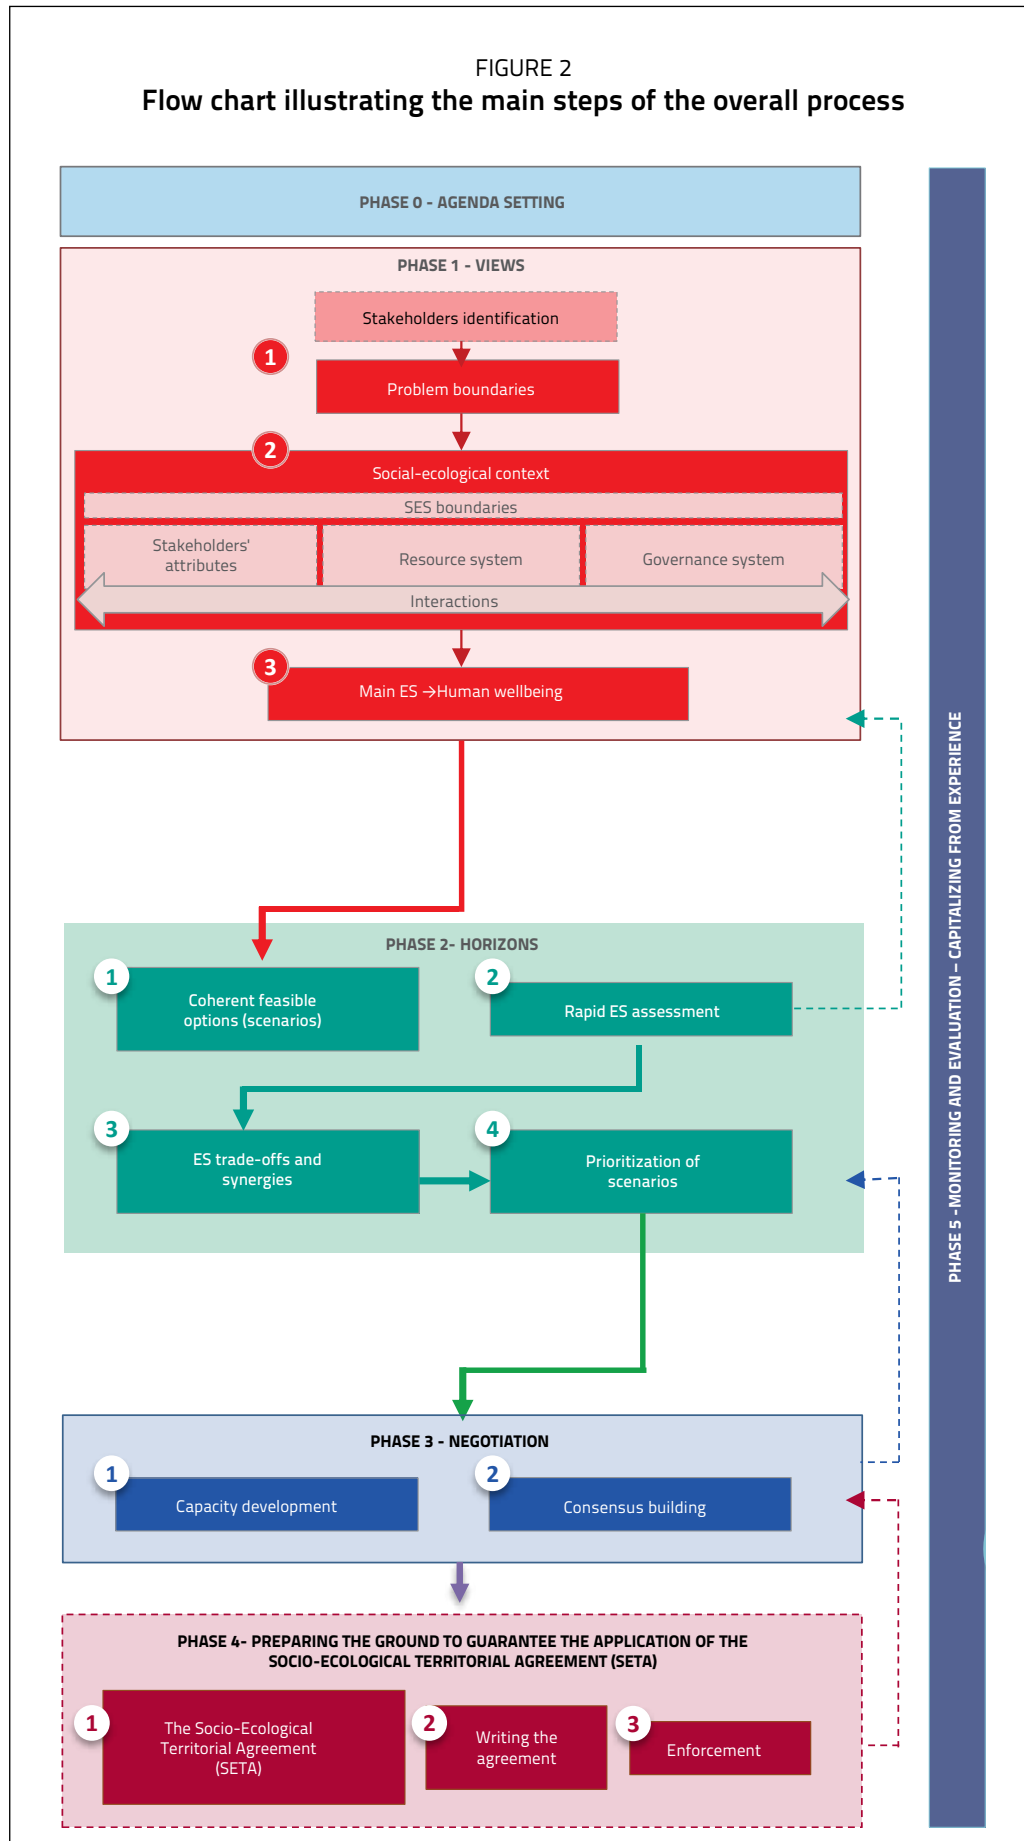 FIGURE 2
Flow chart illustrating the main steps of the overall process
PHASE 0 - AGENDA SETTING
PHASE 1 - VIEWS
Stakeholders identification
1
Problem boundaries
2
Social-ecological context
SES boundaries
Stakeholders'
attributes
Resource system
Governance system
Interactions
3
Main ES →Human wellbeing
PHASE 2- HORIZONS
1
Coherent feasible
options (scenarios)
2
Rapid ES assessment
3
ES trade-offs and
synergies
4
Prioritization of
scenarios
PHASE 3 - NEGOTIATION
1
Capacity development
2
Consensus building
PHASE 4- PREPARING THE GROUND TO GUARANTEE THE APPLICATION OF THE
SOCIO-ECOLOGICAL TERRITORIAL AGREEMENT (SETA)
1
The Socio-Ecological
Territorial Agreement
(SETA)
2
Writing the
agreement
3
Enforcement
PHASE 5 -MONITORING AND EVALUATION – CAPITALIZING FROM EXPERIENCE